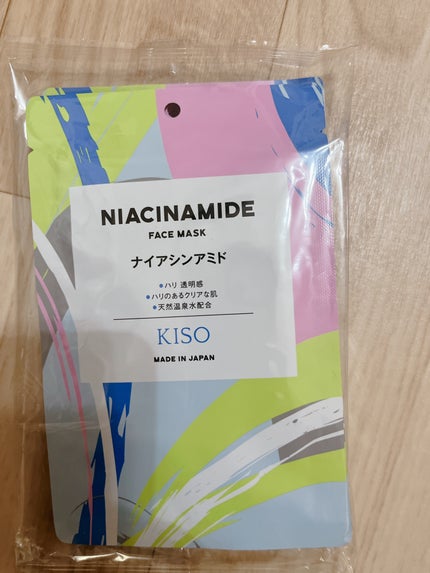 NIACINAMIDE
FACE MASK
ナイアシンアミド
●ハリ 透明感
●ハリのあるクリアな肌
●天然温泉水配合
KISO
MADE IN JAPAN